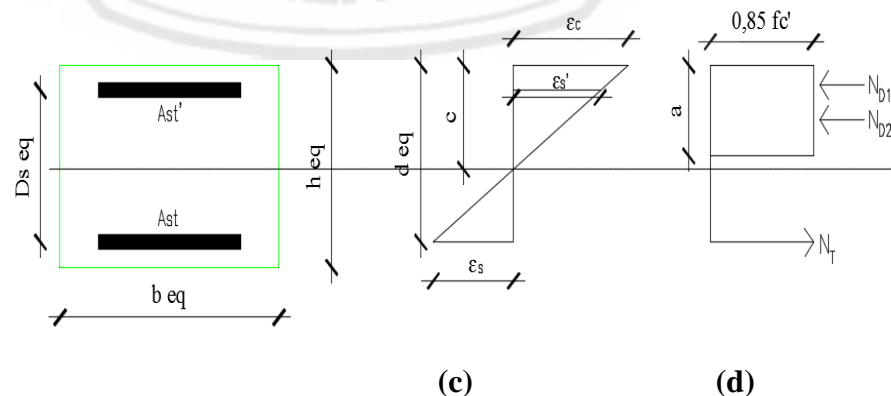 εc
0,85 fc'
Ast'
εs'
N_D1
N_D2
Ds eq
h eq
d eq
c
a
Ast
εs
N_T
b eq
(c)
(d)